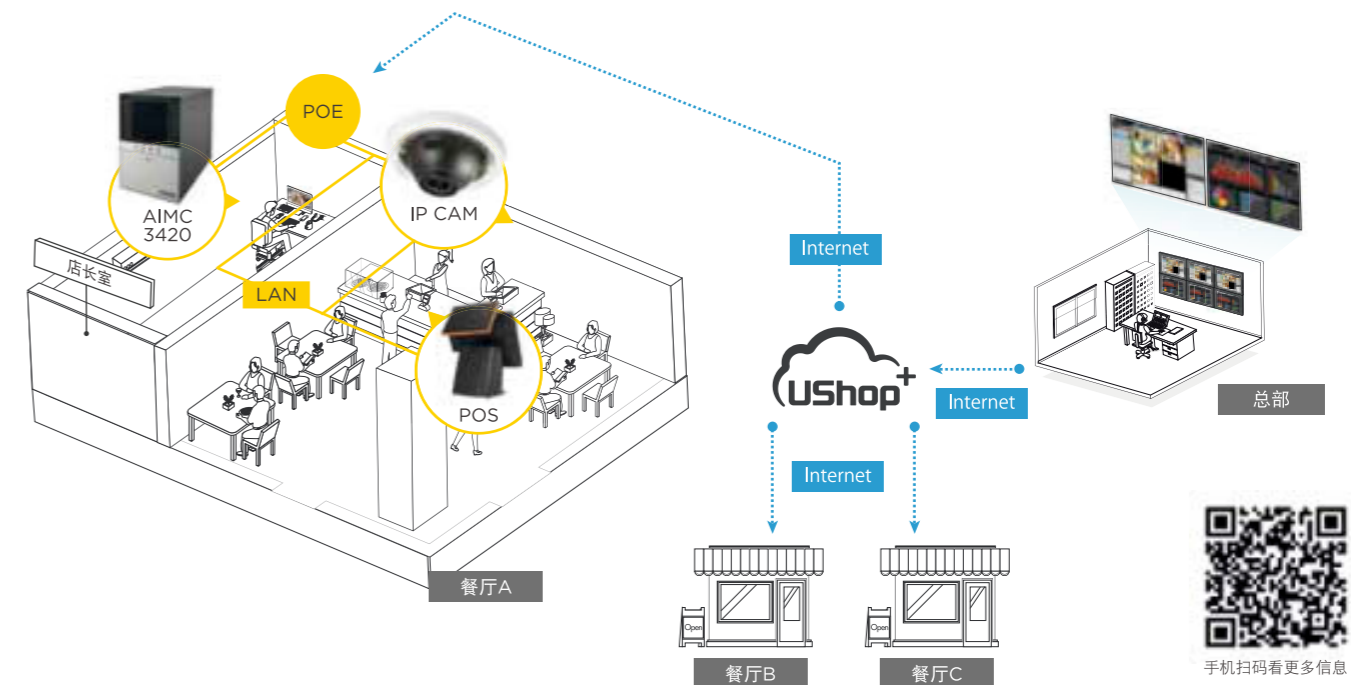 POE
AIMC
3420
IP CAM
店长室
LAN
POS
餐厅A
Internet
UShop+
Internet
总部
Internet
Open
餐厅B
Open
餐厅C
手机扫码看更多信息